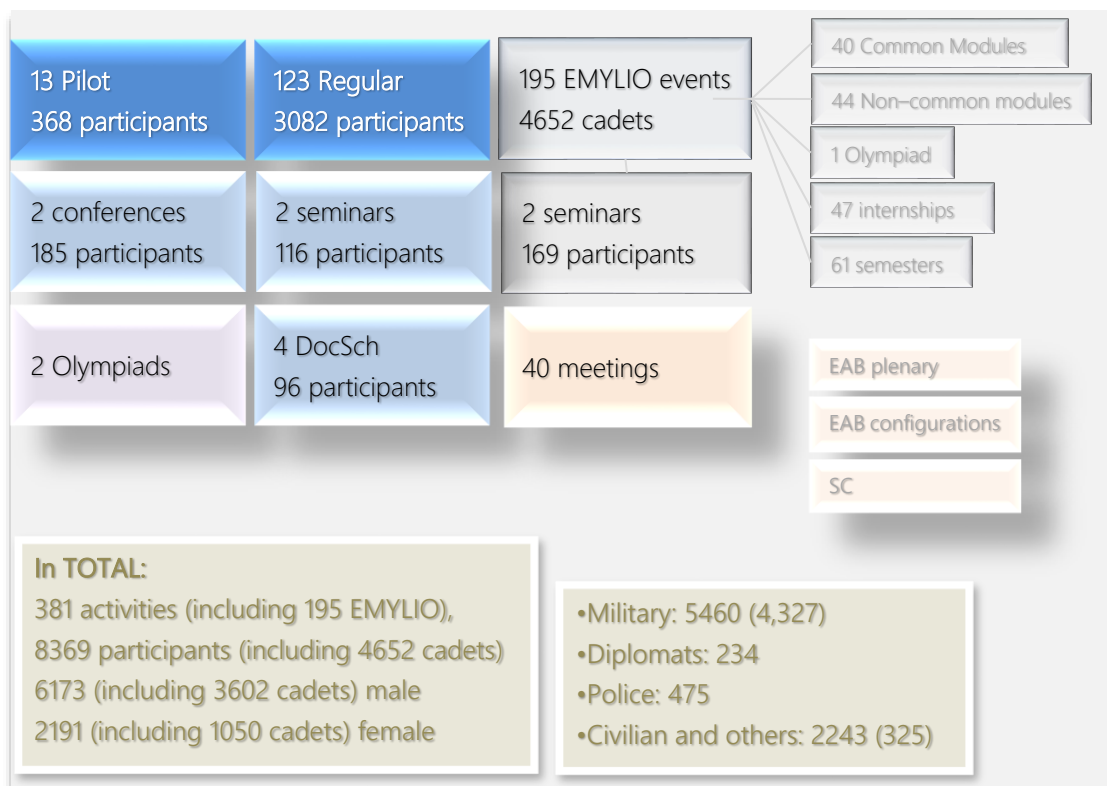 13 Pilot
368 participants
123 Regular
3082 participants
195 EMYLIO events
4652 cadets
40 Common Modules
44 Non–common modules
1 Olympiad
47 internships
61 semesters
2 conferences
185 participants
2 seminars
116 participants
2 seminars
169 participants
2 Olympiads
4 DocSch
96 participants
40 meetings
EAB plenary
EAB configurations
SC
In TOTAL:
381 activities (including 195 EMYLIO),
8369 participants (including 4652 cadets)
6173 (including 3602 cadets) male
2191 (including 1050 cadets) female
•Military: 5460 (4,327)
•Diplomats: 234
•Police: 475
•Civilian and others: 2243 (325)